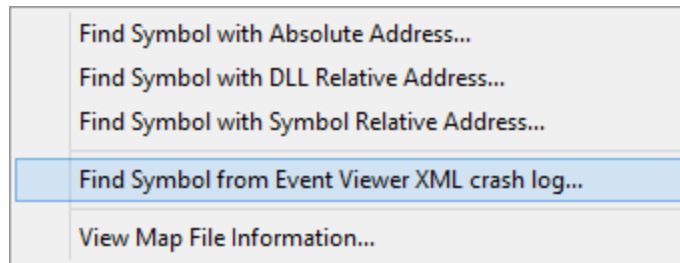 Find Symbol with Absolute Address...
Find Symbol with DLL Relative Address...
Find Symbol with Symbol Relative Address...
Find Symbol from Event Viewer XML crash log...
View Map File Information...